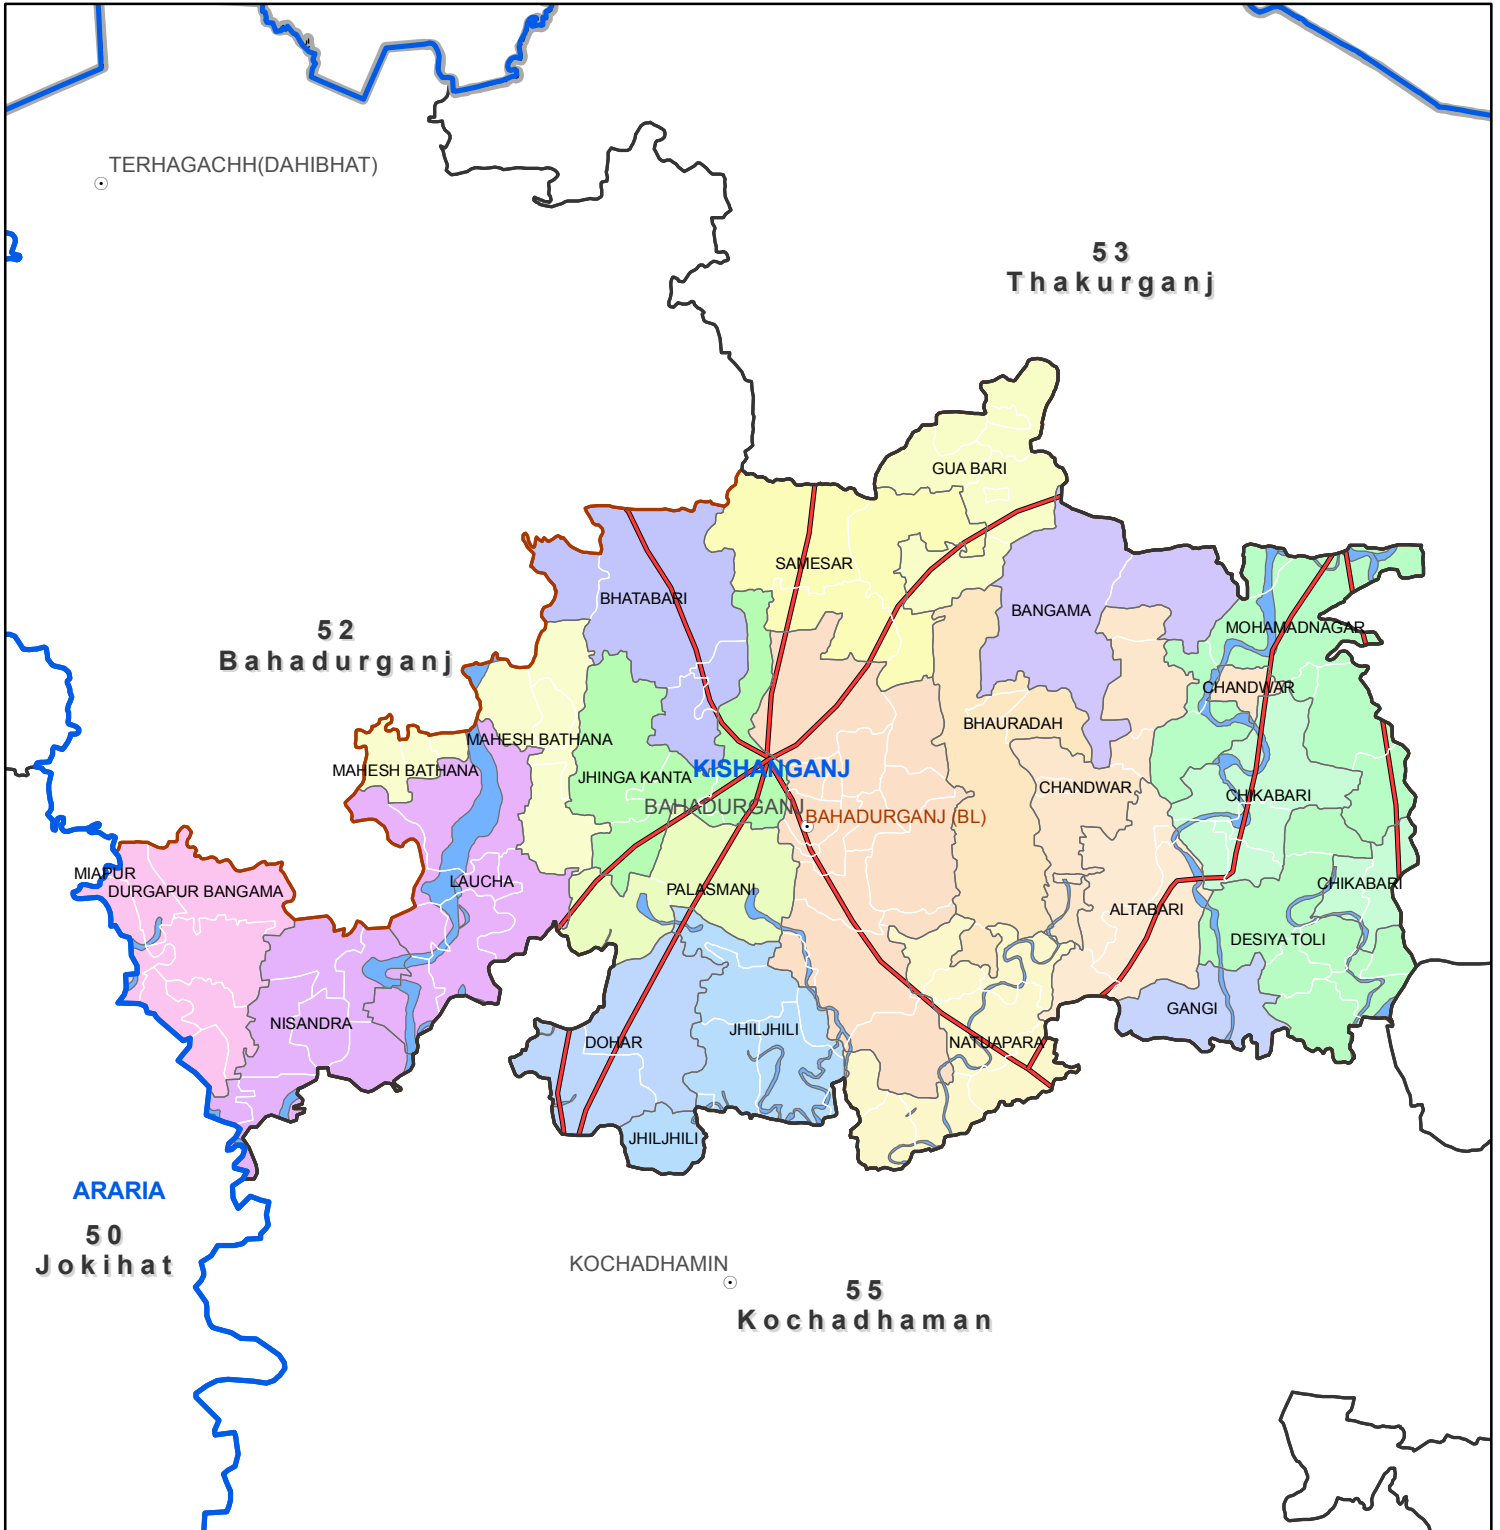 TERHAGACHH(DAHIBHAT)
53
Thakurganj
GUA BARI
SAMESAR
BHATABARI
BANGAMA
MOHAMADNAGAR
52
Bahadurganj
CHANDWAR
BHAURADAH
MAHESH BATHANA
MAHESH BATHANA
JHINGA KANTA
KISHANGANJ
CHANDWAR
CHIKABARI
BAHADURGANJ
BAHADURGANJ (BL)
MIAPUR
DURGAPUR BANGAMA
LAUCHA
PALASMANI
CHIKABARI
ALTABARI
DESIYA TOLI
GANGI
NISANDRA
DOHAR
JHILJHILI
NATUAPARA
JHILJHILI
ARARIA
50
Jokihat
KOCHADHAMIN
55
Kochadhaman